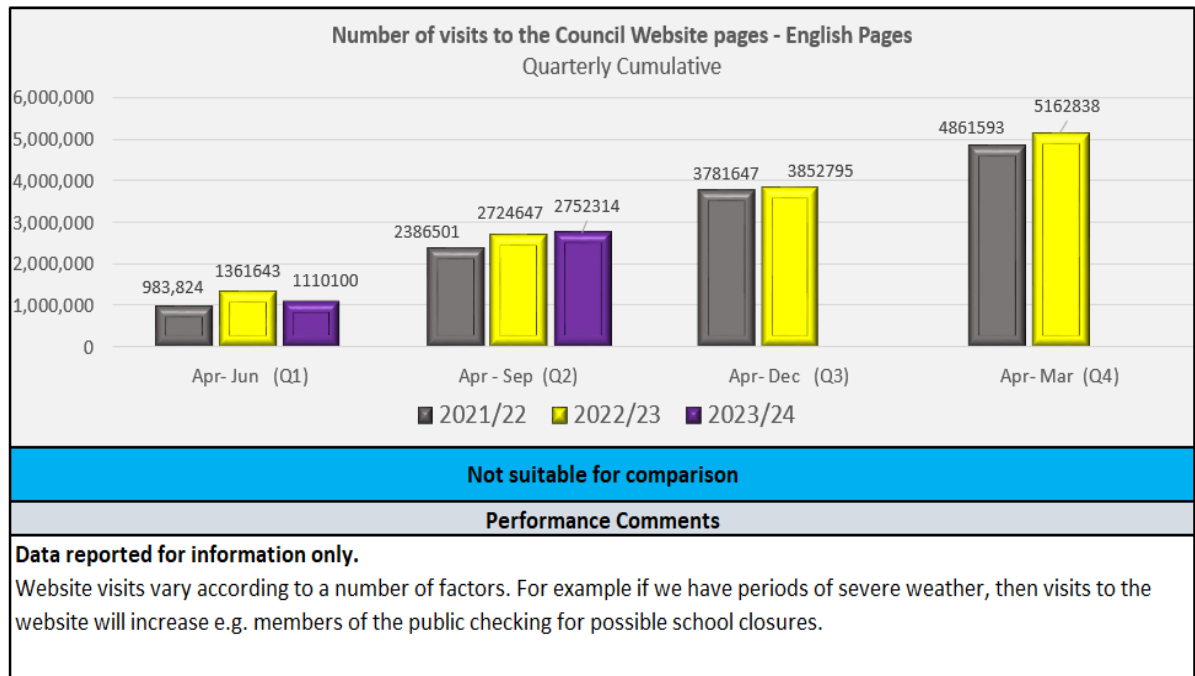 Number of visits to the Council Website pages - English Pages
Quarterly Cumulative
6,000,000
5,000,000
4,000,000
3,000,000
2,000,000
1,000,000
0
983,824
1361643
1110100
2386501
2724647
2752314
3781647
3852795
4861593
5162838
Apr- Jun (Q1)
Apr - Sep (Q2)
Apr- Dec (Q3)
Apr- Mar (Q4)
2021/22 2022/23 2023/24
Not suitable for comparison
Performance Comments
Data reported for information only.
Website visits vary according to a number of factors. For example if we have periods of severe weather, then visits to the
website will increase e.g. members of the public checking for possible school closures.